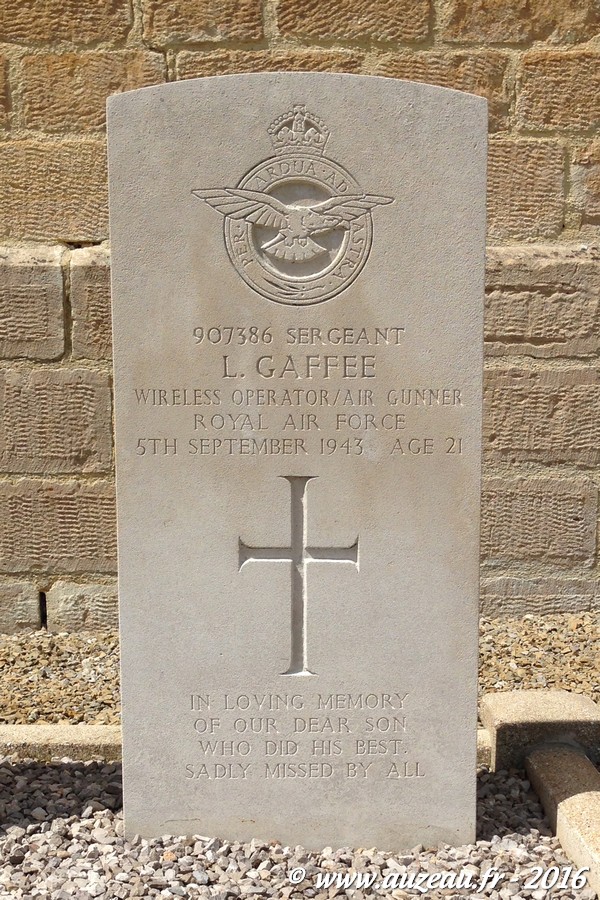 PER · ARDUA · AD · ASTRA
907386 SERGEANT
L. GAFFEE
WIRELESS OPERATOR/AIR GUNNER
ROYAL AIR FORCE
5TH SEPTEMBER 1943 AGE 21
IN LOVING MEMORY
OF OUR DEAR SON
WHO DID HIS BEST.
SADLY MISSED BY ALL
© www.auzeau.fr - 2016